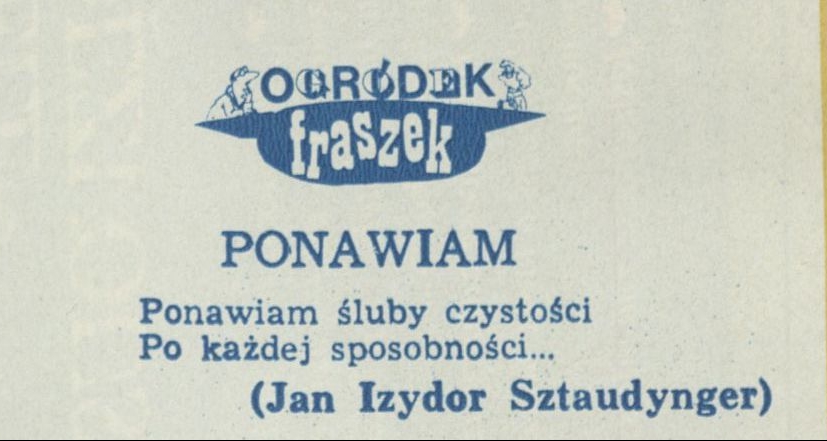 OGRÓDEK
fraszek
PONAWIAM
Ponawiam śluby czystości
Po każdej sposobności...
(Jan Izydor Sztaudynger)